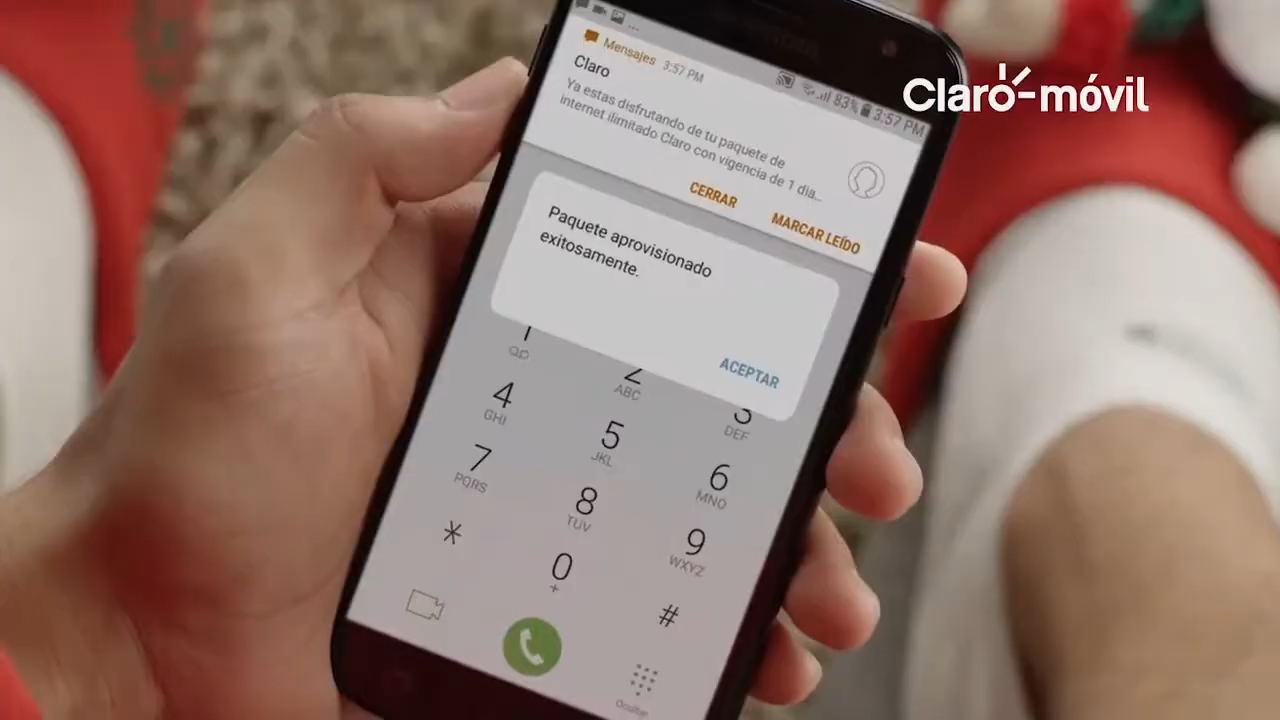 Mensajes 3:57 PM
83% 3:57 PM
Claro
Ya estas disfrutando de tu paquete de
internet ilimitado Claro con vigencia de 1 dia...
CERRAR MARCAR LEÍDO
Claro-móvil
Paquete aprovisionado
exitosamente.
ACEPTAR
1 2 3
ABC DEF
4 5 6
GHI JKL MNO
7 8 9
PQRS TUV WXYZ
* 0 #
+
Ocultar